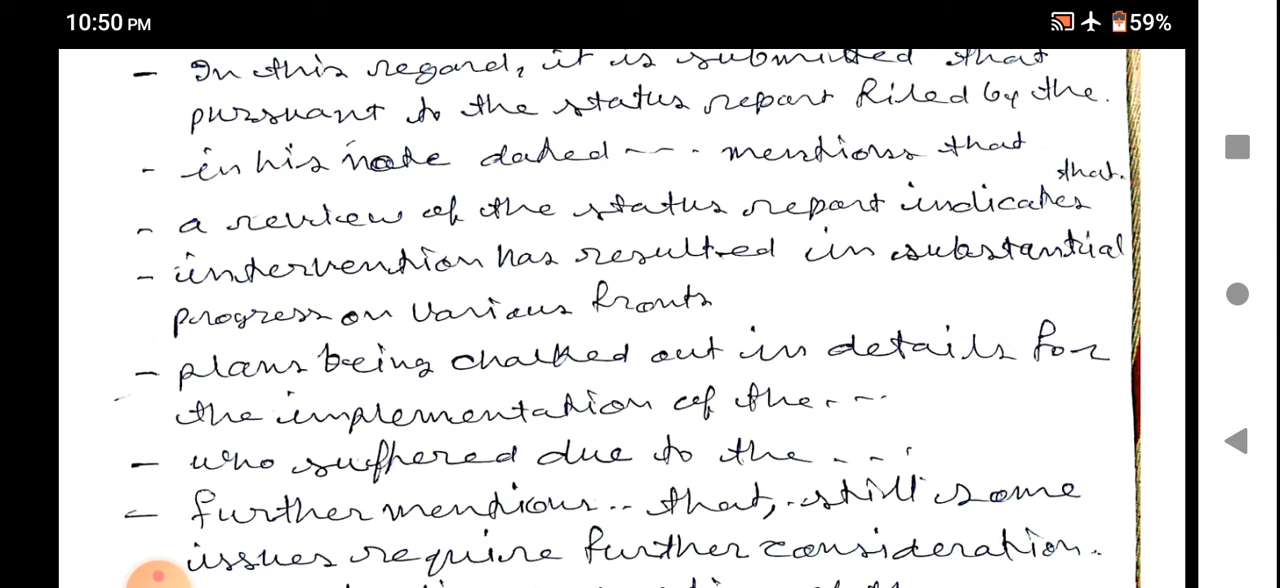 10:50 PM
59%
- In this regard, it is submitted that
pursuant to the status report filed by the.
- in his note dated --- . mentions that
that.
- a review of the status report indicates
- intervention has resulted in substantial
progress on various fronts
- plans being chalked out in details for
the implementation of the. --.
- who suffered due to the - - .
- further mentions .. that, still some
issues require further consideration.